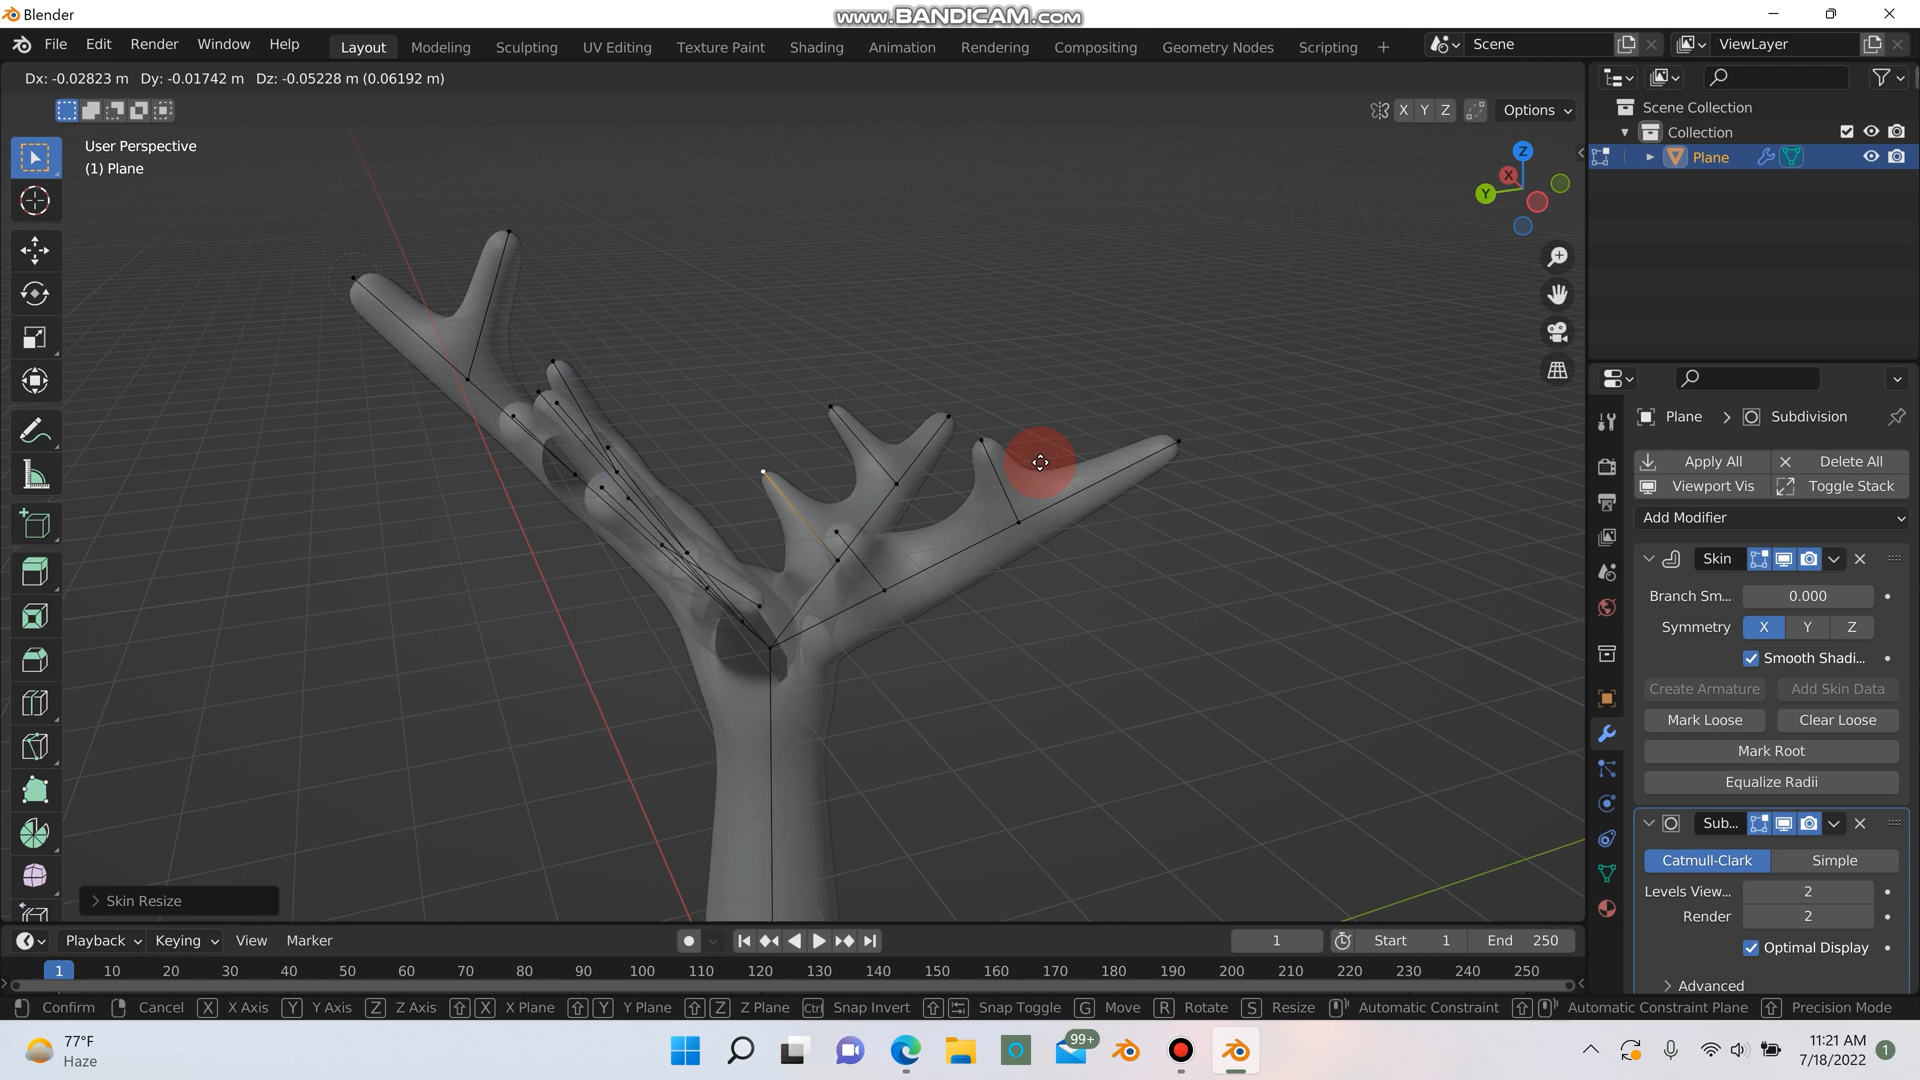 Blender
www.BANDICAM.com
File Edit Render Window Help
Layout Modeling Sculpting UV Editing Texture Paint Shading Animation Rendering Compositing Geometry Nodes Scripting +
Scene
ViewLayer
Dx: -0.02823 m Dy: -0.01742 m Dz: -0.05228 m (0.06192 m)
X Y Z Options
User Perspective
(1) Plane
Z
X
Y
Scene Collection
Collection
Plane
Plane > Subdivision
Apply All Delete All
Viewport Vis Toggle Stack
Add Modifier
Skin
Branch Sm... 0.000
Symmetry X Y Z
Smooth Shadi...
Create Armature Add Skin Data
Mark Loose Clear Loose
Mark Root
Equalize Radii
Sub...
Catmull-Clark Simple
Levels View... 2
Render 2
Optimal Display
Advanced
Skin Resize
Playback Keying View Marker
1 Start 1 End 250
1 10 20 30 40 50 60 70 80 90 100 110 120 130 140 150 160 170 180 190 200 210 220 230 240 250
Confirm Cancel X X Axis Y Y Axis Z Z Axis X X Plane Y Y Plane Z Z Plane Ctrl Snap Invert Snap Toggle G Move R Rotate S Resize Automatic Constraint Automatic Constraint Plane Precision Mode
77°F
Haze
99+
11:21 AM
7/18/2022
1